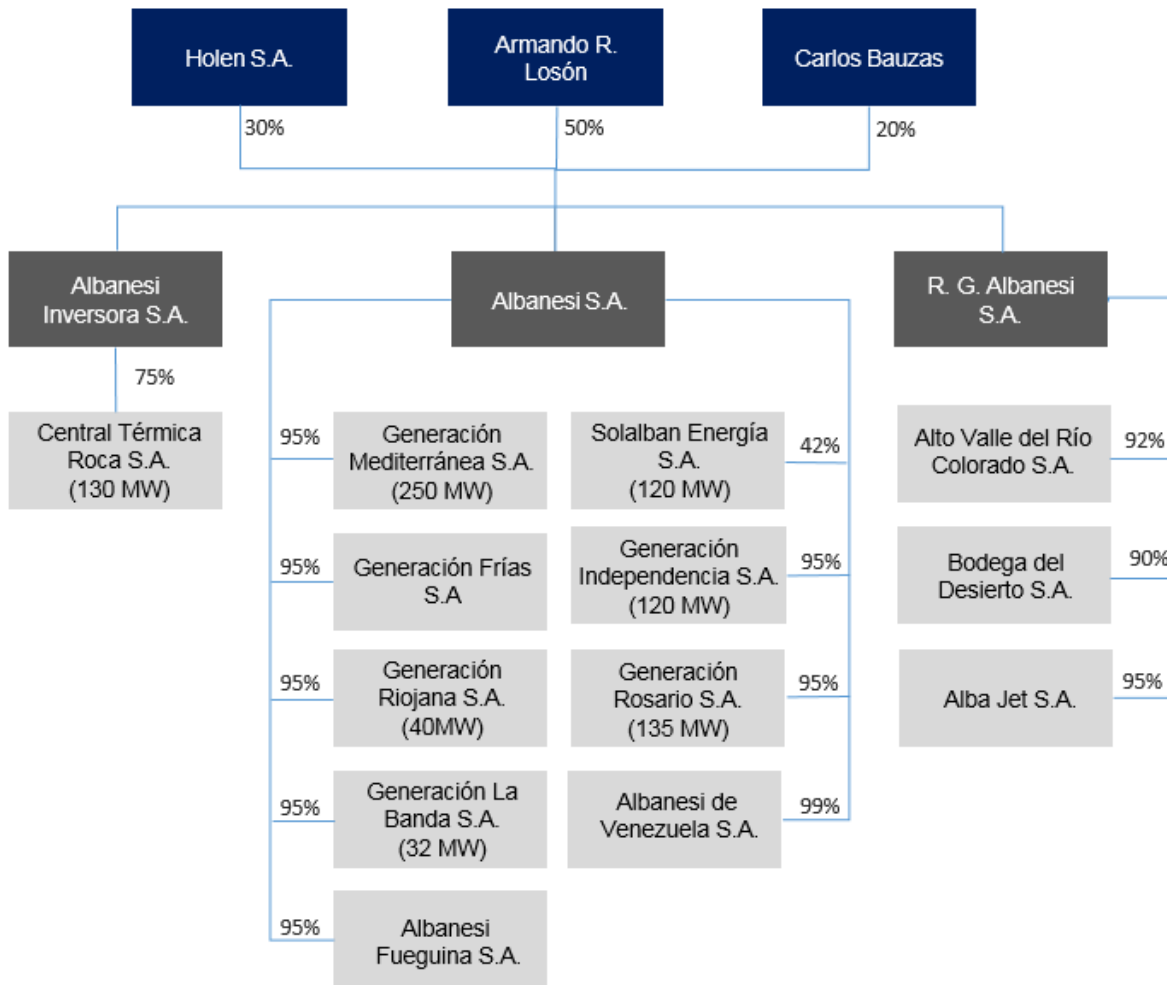 Holen S.A.
Armando R.
Losón
Carlos Bauzas
30%
50%
20%
Albanesi
Inversora S.A.
Albanesi S.A.
R. G. Albanesi
S.A.
75%
Central Térmica
Roca S.A.
(130 MW)
95%
Generación
Mediterránea S.A.
(250 MW)
Solalban Energía
S.A.
(120 MW)
42%
Alto Valle del Río
Colorado S.A.
92%
95%
Generación Frías
S.A
Generación
Independencia S.A.
(120 MW)
95%
Bodega del
Desierto S.A.
90%
95%
Generación
Riojana S.A.
(40MW)
Generación
Rosario S.A.
(135 MW)
95%
Alba Jet S.A.
95%
95%
Generación La
Banda S.A.
(32 MW)
Albanesi de
Venezuela S.A.
99%
95%
Albanesi
Fueguina S.A.